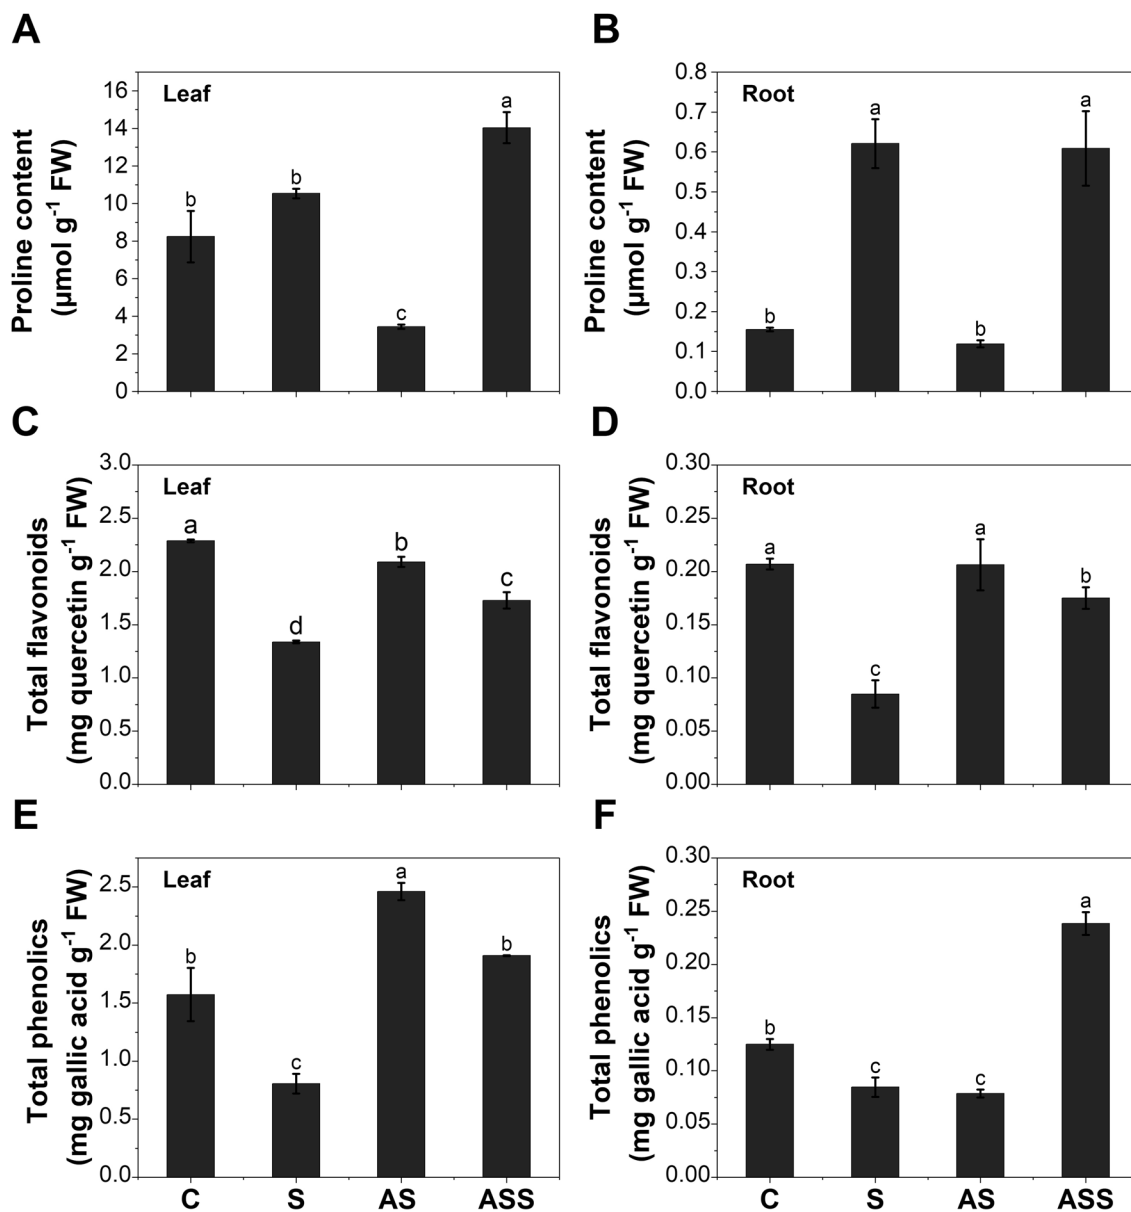 A
Proline content
(µmol g⁻¹ FW)
16
14
12
10
8
6
4
2
0
Leaf
b
b
c
a
B
Proline content
(µmol g⁻¹ FW)
0.8
0.7
0.6
0.5
0.4
0.3
0.2
0.1
0.0
Root
b
a
b
a
C
Total flavonoids
(mg quercetin g⁻¹ FW)
3.0
2.5
2.0
1.5
1.0
0.5
0.0
Leaf
a
d
b
c
D
Total flavonoids
(mg quercetin g⁻¹ FW)
0.30
0.25
0.20
0.15
0.10
0.05
0.00
Root
a
c
a
b
E
Total phenolics
(mg gallic acid g⁻¹ FW)
2.5
2.0
1.5
1.0
0.5
0.0
Leaf
b
c
a
b
C
S
AS
ASS
F
Total phenolics
(mg gallic acid g⁻¹ FW)
0.30
0.25
0.20
0.15
0.10
0.05
0.00
Root
b
c
c
a
C
S
AS
ASS